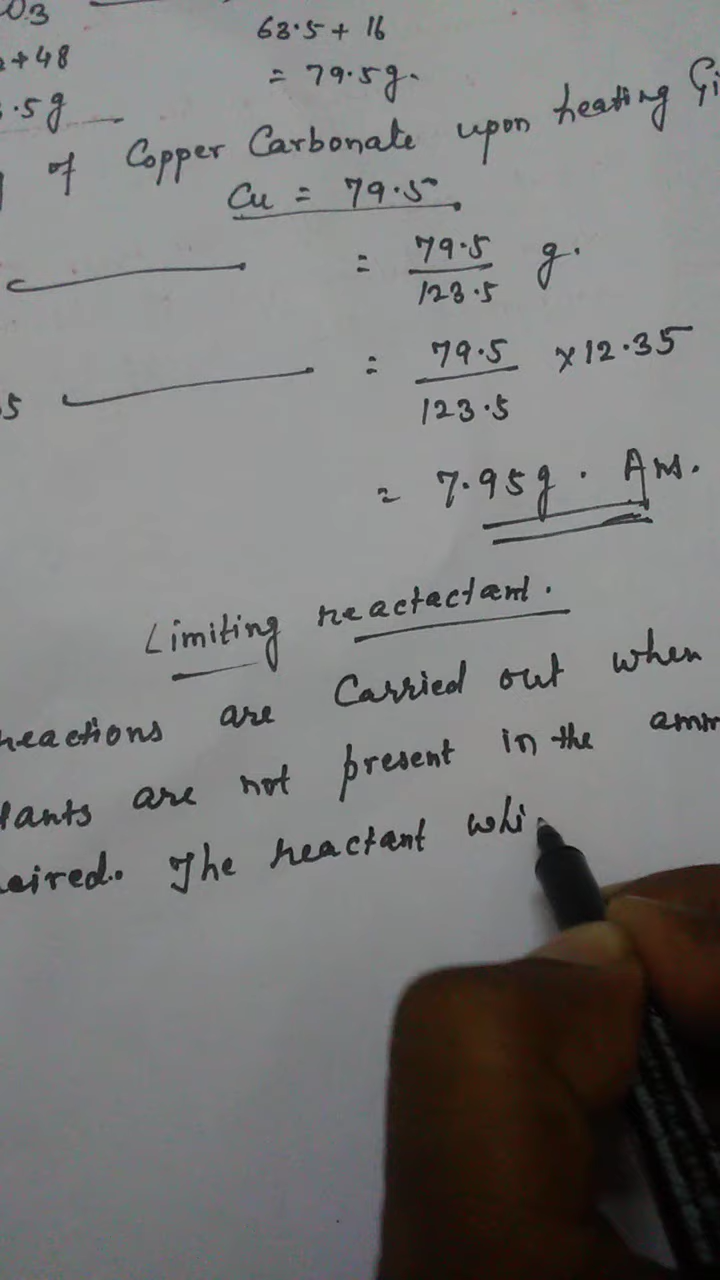 O3
63.5 + 16
+48
= 79.5g.
.5g
of Copper Carbonate upon heating Gi
Cu = 79.5
= 79.5/123.5 g.
= 79.5/123.5 × 12.35
5
= 7.95g. Ans.
Limiting reactactant.
reactions are Carried out when
tants are not present in the amm
uired. The reactant whi